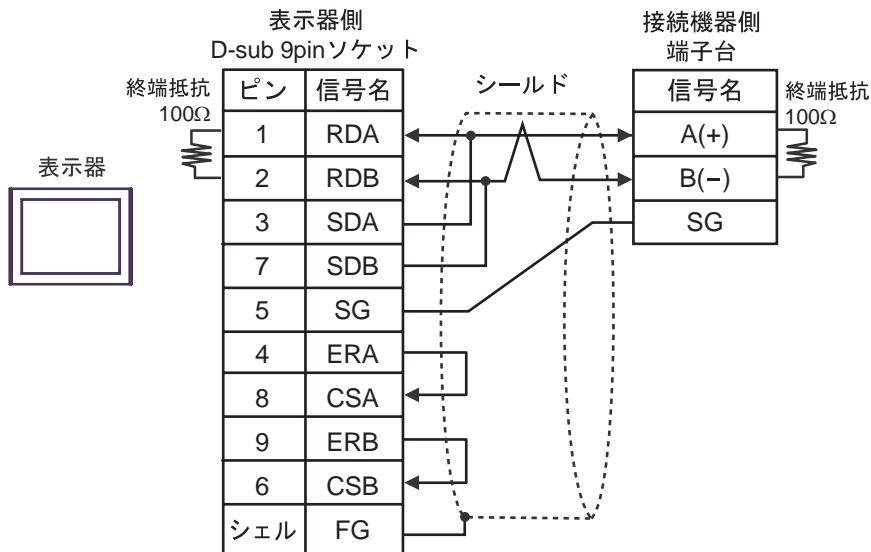 表示器側
D-sub 9pinソケット
接続機器側
端子台
終端抵抗
100Ω
ピン 信号名
シールド
信号名
終端抵抗
100Ω
1 RDA
A(+)
2 RDB
B(−)
表示器
3 SDA
SG
7 SDB
5 SG
4 ERA
8 CSA
9 ERB
6 CSB
シェル FG